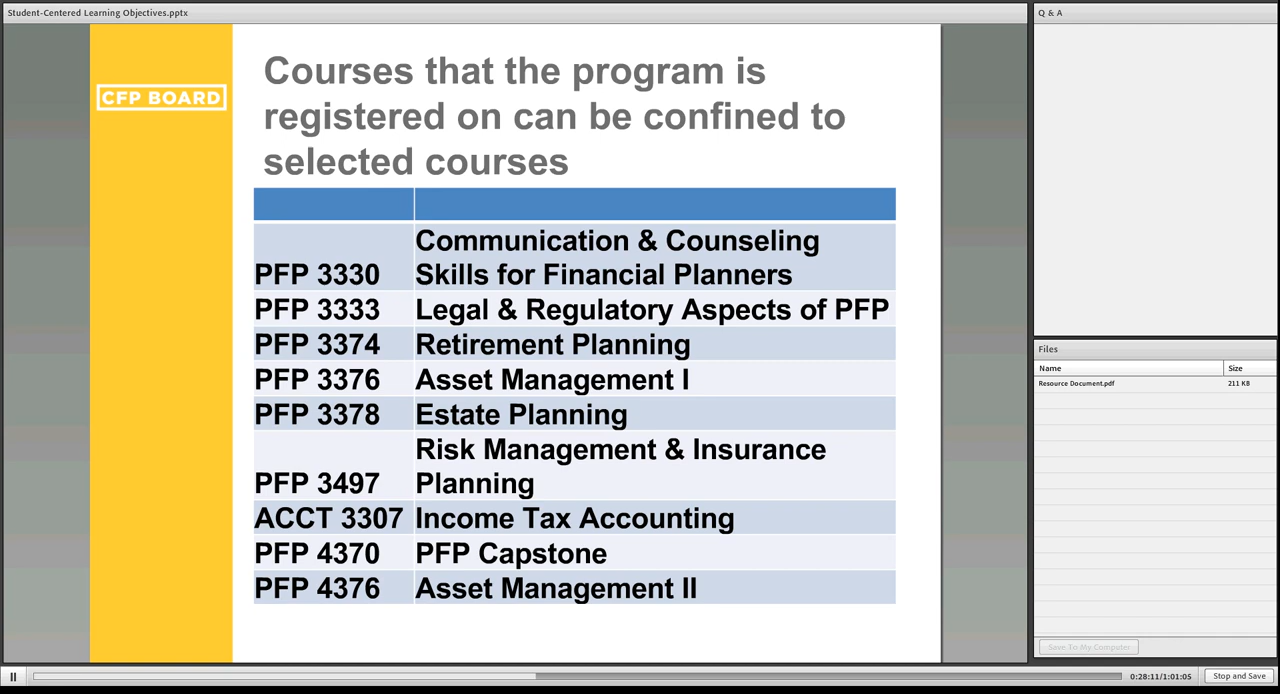 Student-Centered Learning Objectives.pptx
CFP BOARD
Courses that the program is
registered on can be confined to
selected courses
Communication & Counseling
PFP 3330 Skills for Financial Planners
PFP 3333 Legal & Regulatory Aspects of PFP
PFP 3374 Retirement Planning
PFP 3376 Asset Management I
PFP 3378 Estate Planning
Risk Management & Insurance
PFP 3497 Planning
ACCT 3307 Income Tax Accounting
PFP 4370 PFP Capstone
PFP 4376 Asset Management II
Q & A
Files
Name Size
Resource Document.pdf 211 KB
Save To My Computer
0:28:11/1:01:05 Stop and Save